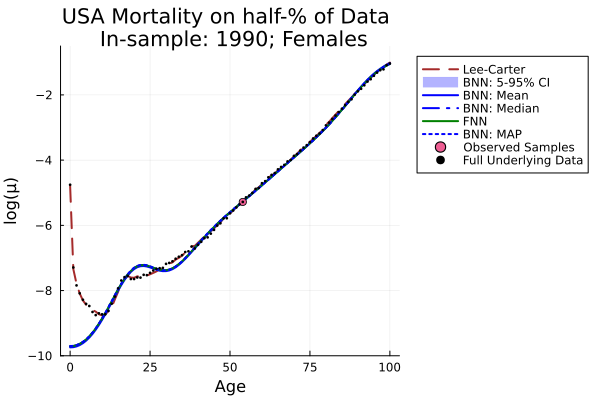 USA Mortality on half-% of Data
In-sample: 1990; Females
Lee-Carter
BNN: 5-95% CI
BNN: Mean
BNN: Median
FNN
BNN: MAP
Observed Samples
Full Underlying Data
log(μ)
−2
−4
−6
−8
−10
0
25
50
75
100
Age